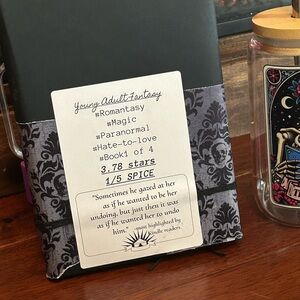 Young Adult Fantasy
#Romantasy
#Magic
#Paranormal
#Hate-to-love
#Book1 of 4
3.78 stars
1/5 SPICE
"Sometimes he gazed at her
as if he wanted to be her
undoing, but just then it was
as if he wanted her to undo
him." -most highlighted by
Kindle readers